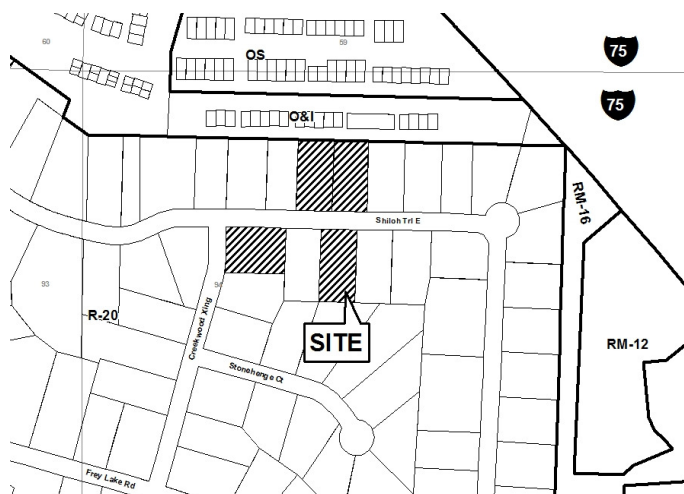 60
59
75
OS
75
O&I
RM-16
Shiloh Trl E
93
94
R-20
Creekwood Xing
SITE
RM-12
Stonehenge Ct
Frey Lake Rd